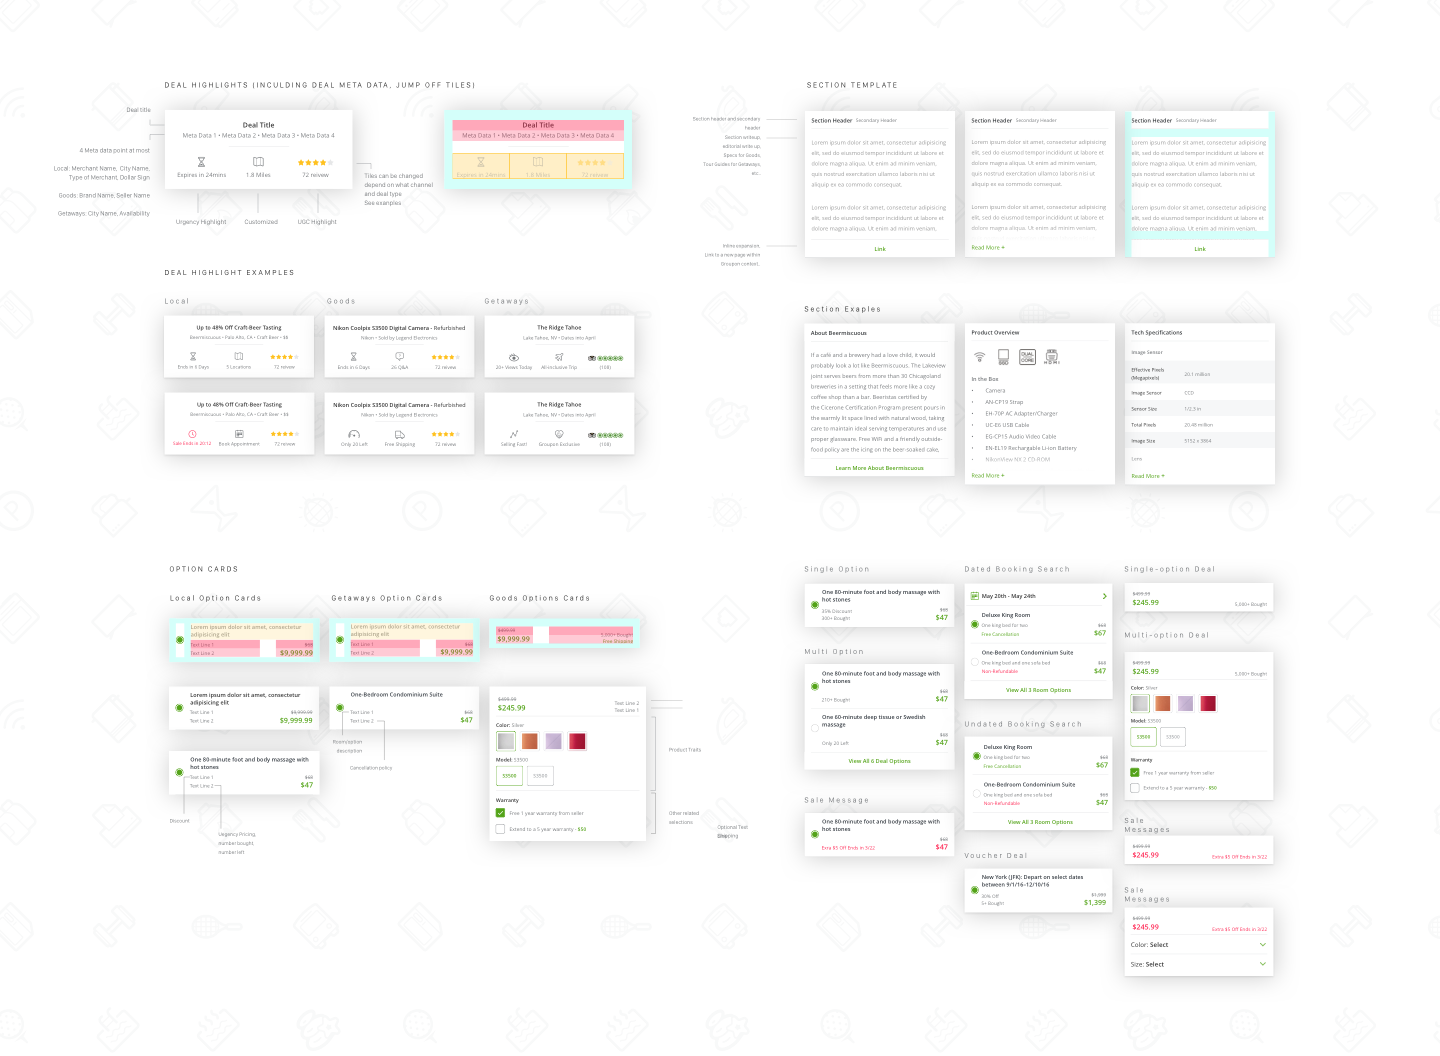 DEAL HIGHLIGHTS (INCULDING DEAL META DATA, JUMP OFF TILES)
Deal title
4 Meta data point at most
Local: Merchant Name, City Name,
Type of Merchant, Dollar Sign
Goods: Brand Name, Seller Name
Getaways: City Name, Availability
Deal Title
Meta Data 1 • Meta Data 2 • Meta Data 3 • Meta Data 4
Expires in 24mins
1.8 Miles
72 review
Urgency Highlight
Customized
UGC Highlight
Tiles can be changed
depend on what channel
and deal type
See examples
Deal Title
Meta Data 1 • Meta Data 2 • Meta Data 3 • Meta Data 4
Expires in 24mins
1.8 Miles
72 review
DEAL HIGHLIGHT EXAMPLES
Local
Goods
Getaways
Up to 48% Off Craft-Beer Tasting
Beermiscuous • Palo Alto, CA • Craft Beer • $$
Ends in 6 Days
5 Locations
72 reivew
Nikon Coolpix S3500 Digital Camera - Refurbished
Nikon • Sold by Legend Electronics
Ends in 6 Days
26 Q&A
72 reivew
The Ridge Tahoe
Lake Tahoe, NV • Dates into April
20+ Views Today
All-inclusive Trip
(108)
Up to 48% Off Craft-Beer Tasting
Beermiscuous • Palo Alto, CA • Craft Beer • $$
Sale Ends in 20:12
Book Appointment
72 reivew
Nikon Coolpix S3500 Digital Camera - Refurbished
Nikon • Sold by Legend Electronics
Only 20 Left
Free Shopping
72 reivew
The Ridge Tahoe
Lake Tahoe, NV • Dates into April
Selling Fast!
Groupon Exclusive
(108)
SECTION TEMPLATE
Section header and secondary
header
Section writeup,
editorial write up,
Specs for Goods,
Tour Guides for Getaways,
etc..
Inline expansion,
Link to a new page within
Groupon context..
Section Header Secondary Header
Lorem ipsum dolor sit amet, consectetur adipisicing
elit, sed do eiusmod tempor incididunt ut labore et
dolore magna aliqua. Ut enim ad minim veniam,
quis nostrud exercitation ullamco laboris nisi ut
aliquip ex ea commodo consequat.
Lorem ipsum dolor sit amet, consectetur adipisicing
elit, sed do eiusmod tempor incididunt ut labore et
dolore magna aliqua. Ut enim ad minim veniam,
Link
Section Header Secondary Header
Lorem ipsum dolor sit amet, consectetur adipisicing
elit, sed do eiusmod tempor incididunt ut labore et
dolore magna aliqua. Ut enim ad minim veniam,
quis nostrud exercitation ullamco laboris nisi ut
aliquip ex ea commodo consequat.
Lorem ipsum dolor sit amet, consectetur adipisicing
elit, sed do eiusmod tempor incididunt ut labore et
dolore magna aliqua. Ut enim ad minim veniam,
Read More +
Section Header Secondary Header
Lorem ipsum dolor sit amet, consectetur adipisicing
elit, sed do eiusmod tempor incididunt ut labore et
dolore magna aliqua. Ut enim ad minim veniam,
quis nostrud exercitation ullamco laboris nisi ut
aliquip ex ea commodo consequat.
Lorem ipsum dolor sit amet, consectetur adipisicing
elit, sed do eiusmod tempor incididunt ut labore et
dolore magna aliqua. Ut enim ad minim veniam,
Link
Section Exaples
About Beermiscuous
If a café and a brewery had a love child, it would
probably look a lot like Beermiscuous. The Lakeview
joint serves beers from more than 30 Chicagoland
breweries in a setting that feels more like a cozy
coffee shop than a bar. Beeristas certified by
the Cicerone Certification Program present pours in
the warmly lit space lined with natural wood, taking
care to maintain ideal serving temperatures and use
proper glassware. Free WiFi and a friendly outside-
food policy are the icing on the beer-soaked cake,
Learn More About Beermiscuous
Product Overview
DUAL
CORE
In the Box
• Camera
• AN-CP19 Strap
• EH-70P AC Adapter/Charger
• UC-E6 USB Cable
• EG-CP15 Audio Video Cable
• EN-EL19 Rechargable Li-ion Battery
• NikonView NX 2 CD-ROM
Read More +
Tech Specifications
Image Sensor
Effective Pixels
(Megapixels)
20.1 million
Image Sensor CCD
Sensor Size 1/2.3 in
Total Pixels 20.48 million
Image Size 5152 x 3864
Lens
Read More +
OPTION CARDS
Local Option Cards
Getaways Option Cards
Goods Options Cards
Lorem ipsum dolor sit amet, consectetur
adipisicing elit
Text Line 1
Text Line 2
$9,999.99
Lorem ipsum dolor sit amet, consectetur
adipisicing elit
Text Line 1
Text Line 2
$9,999.99
$9,999.99
5,000+ Bought
Free Shipping
Lorem ipsum dolor sit amet, consectetur
adipisicing elit
Text Line 1 $9,999.99
Text Line 2 $9,999.99
One 80-minute foot and body massage with
hot stones
Text Line 1 $68
Text Line 2 $47
Discount
Urgency Pricing,
number bought,
number left
One-Bedroom Condominium Suite
Text Line 1 $68
Text Line 2 $47
Room/option
description
Cancellation policy
$499.99
$245.99
Text Line 2
Text Line 1
Color: Silver
Model: S3500
S3500
S3500
Warranty
Free 1 year warranty from seller
Extend to a 5 year warranty - $50
Product Traits
Other related
selections
Optional Text
Single Option
One 80-minute foot and body massage with
hot stones
35% Discount $68
300+ Bought $47
Multi Option
One 80-minute foot and body massage with
hot stones
$68
210+ Bought $47
One 60-minute deep tissue or Swedish
massage
$68
Only 20 Left $47
View All 6 Deal Options
Sale Message
One 80-minute foot and body massage with
hot stones
$68
Exra $5 Off Ends in 3/22 $47
Dated Booking Search
May 20th - May 24th
Deluxe King Room
One king bed for two $68
Free Cancellation $67
One-Bedroom Condominium Suite
One king bed and one sofa bed $68
Non-Refundable $47
View All 3 Room Options
Undated Booking Search
Deluxe King Room
One king bed for two $68
Free Cancellation $67
One-Bedroom Condominium Suite
One king bed and one sofa bed $68
Non-Refundable $47
View All 3 Room Options
Voucher Deal
New York (JFK): Depart on select dates
between 9/1/16–12/10/16
30% Off $1,999
5+ Bought $1,399
Single-option Deal
$499.99
$245.99 5,000+ Bought
Multi-option Deal
$499.99
$245.99 5,000+ Bought
Color: Silver
Model: S3500
S3500
S3500
Warranty
Free 1 year warranty from seller
Extend to a 5 year warranty - $50
Sale
Messages
$499.99
$245.99 Extra $5 Off Ends in 3/22
Sale
Messages
$499.99
$245.99 Extra $5 Off Ends in 3/22
Color: Select
Size: Select